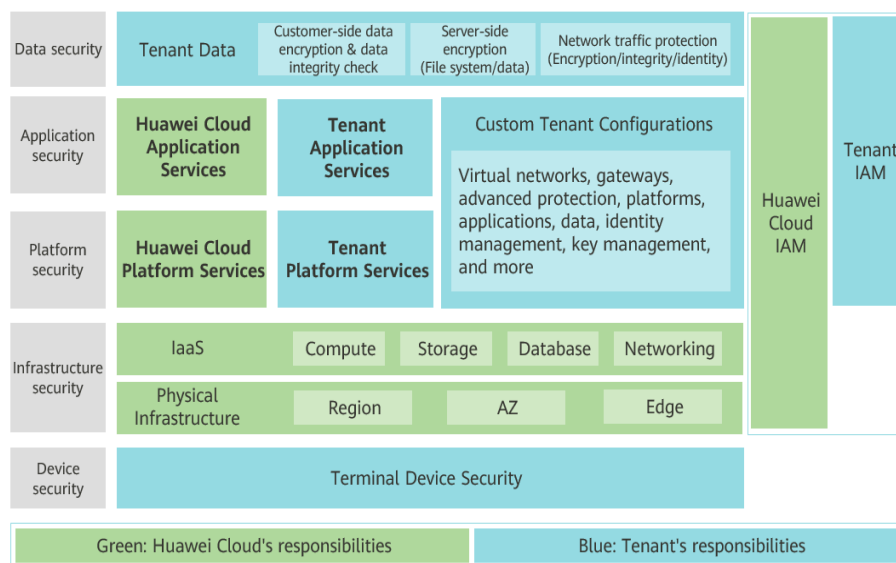 Data security
Tenant Data
Customer-side data
encryption & data
integrity check
Server-side
encryption
(File system/data)
Network traffic protection
(Encryption/integrity/identity)
Application
security
Huawei Cloud
Application
Services
Tenant
Application
Services
Custom Tenant Configurations
Virtual networks, gateways,
advanced protection, platforms,
applications, data, identity
management, key management,
and more
Platform
security
Huawei Cloud
Platform Services
Tenant
Platform Services
Huawei
Cloud
IAM
Tenant
IAM
Infrastructure
security
IaaS
Compute
Storage
Database
Networking
Physical
Infrastructure
Region
AZ
Edge
Device
security
Terminal Device Security
Green: Huawei Cloud's responsibilities
Blue: Tenant's responsibilities